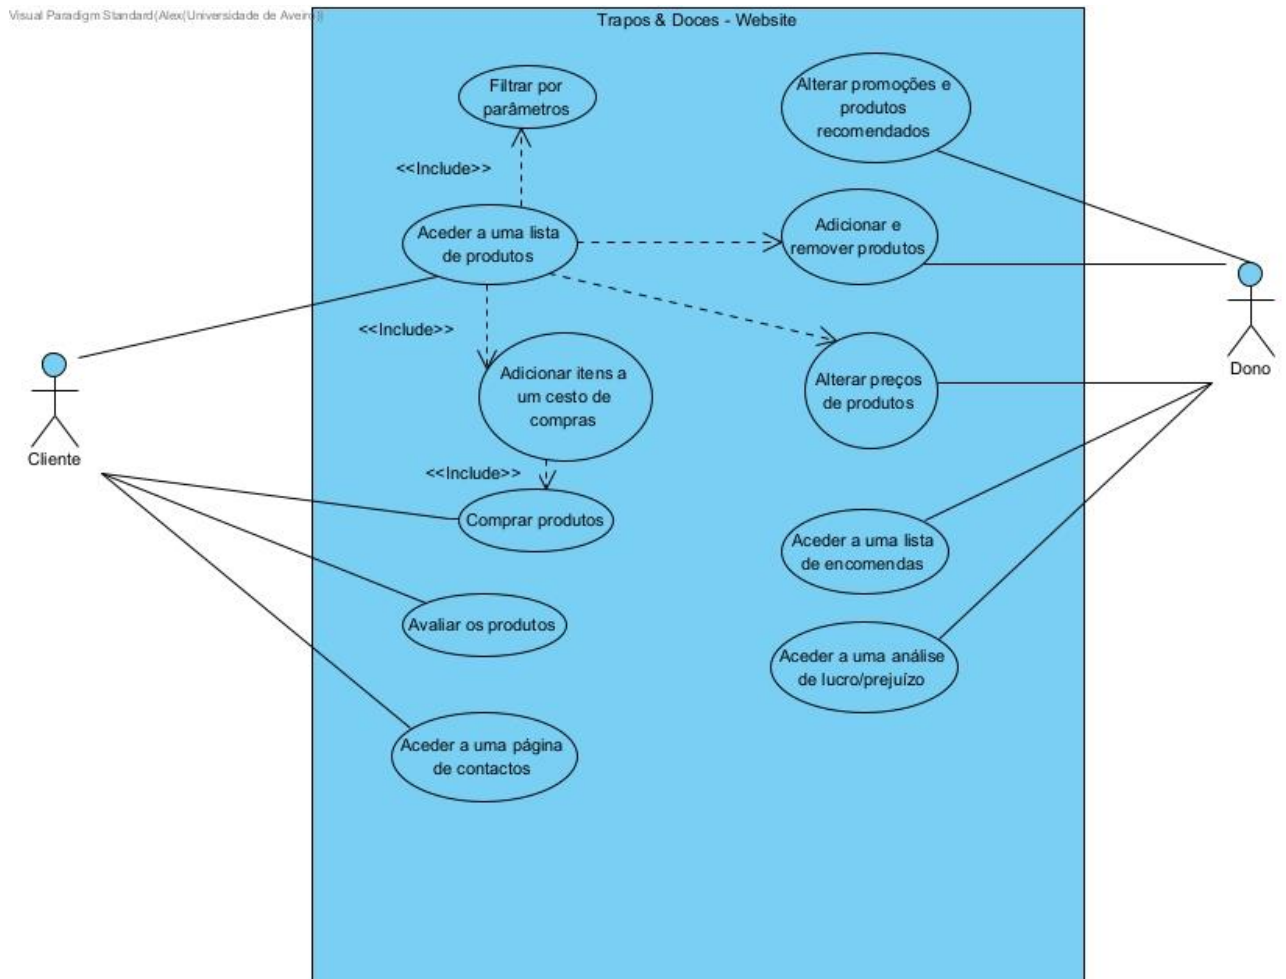 Visual Paradigm Standard(Alex(Universidade de Aveiro))
Trapos & Doces - Website
Filtrar por
parâmetros
Alterar promoções e
produtos
recomendados
<<Include>>
Aceder a uma lista
de produtos
Adicionar e
remover produtos
<<Include>>
Adicionar itens a
um cesto de
compras
Alterar preços
de produtos
Dono
Cliente
<<Include>>
Comprar produtos
Aceder a uma lista
de encomendas
Avaliar os produtos
Aceder a uma análise
de lucro/prejuízo
Aceder a uma página
de contactos